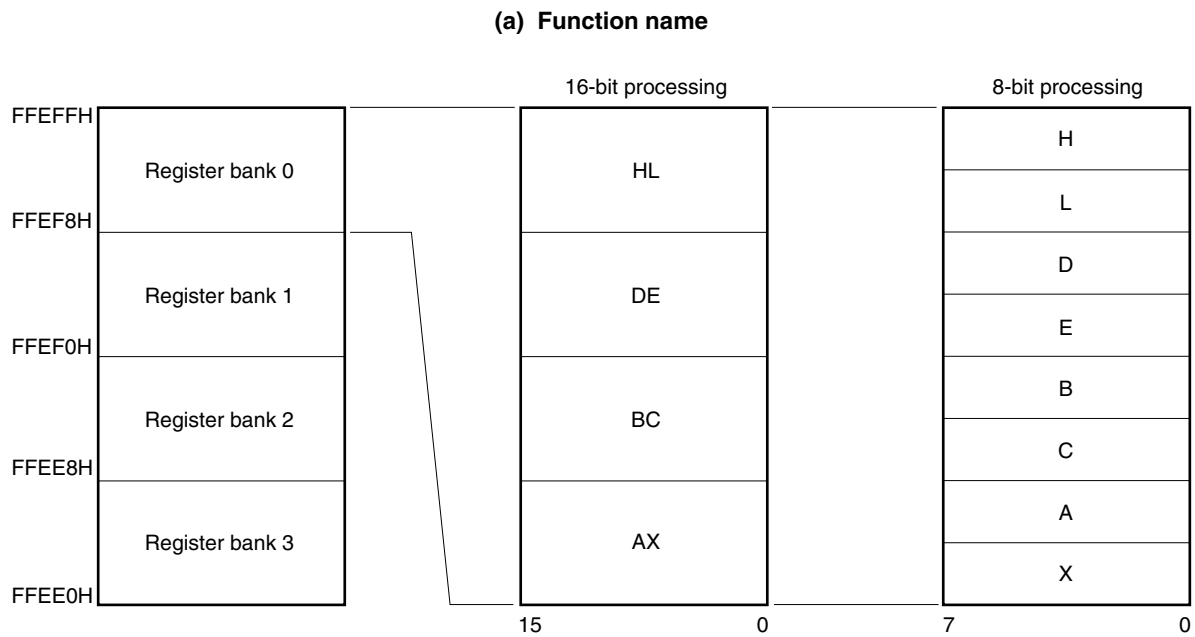 (a) Function name
16-bit processing
8-bit processing
FFEFFH
Register bank 0
HL
H
L
FFEF8H
Register bank 1
DE
D
E
FFEF0H
Register bank 2
BC
B
C
FFEE8H
Register bank 3
AX
A
X
FFEE0H
15 0
7 0